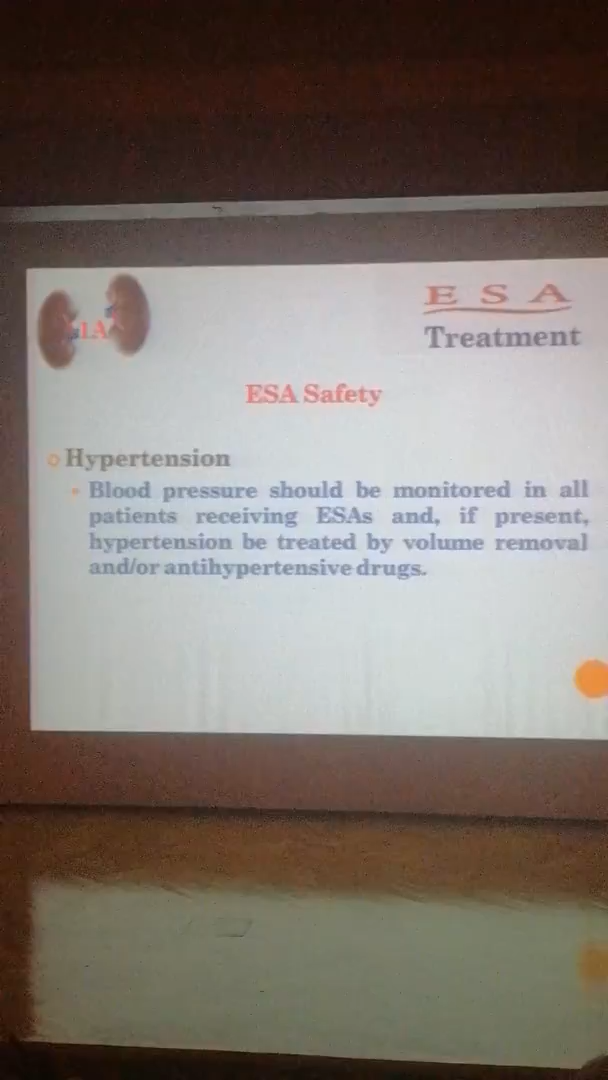 E S A
Treatment
ESA Safety
Hypertension
Blood pressure should be monitored in all
patients receiving ESAs and, if present,
hypertension be treated by volume removal
and/or antihypertensive drugs.